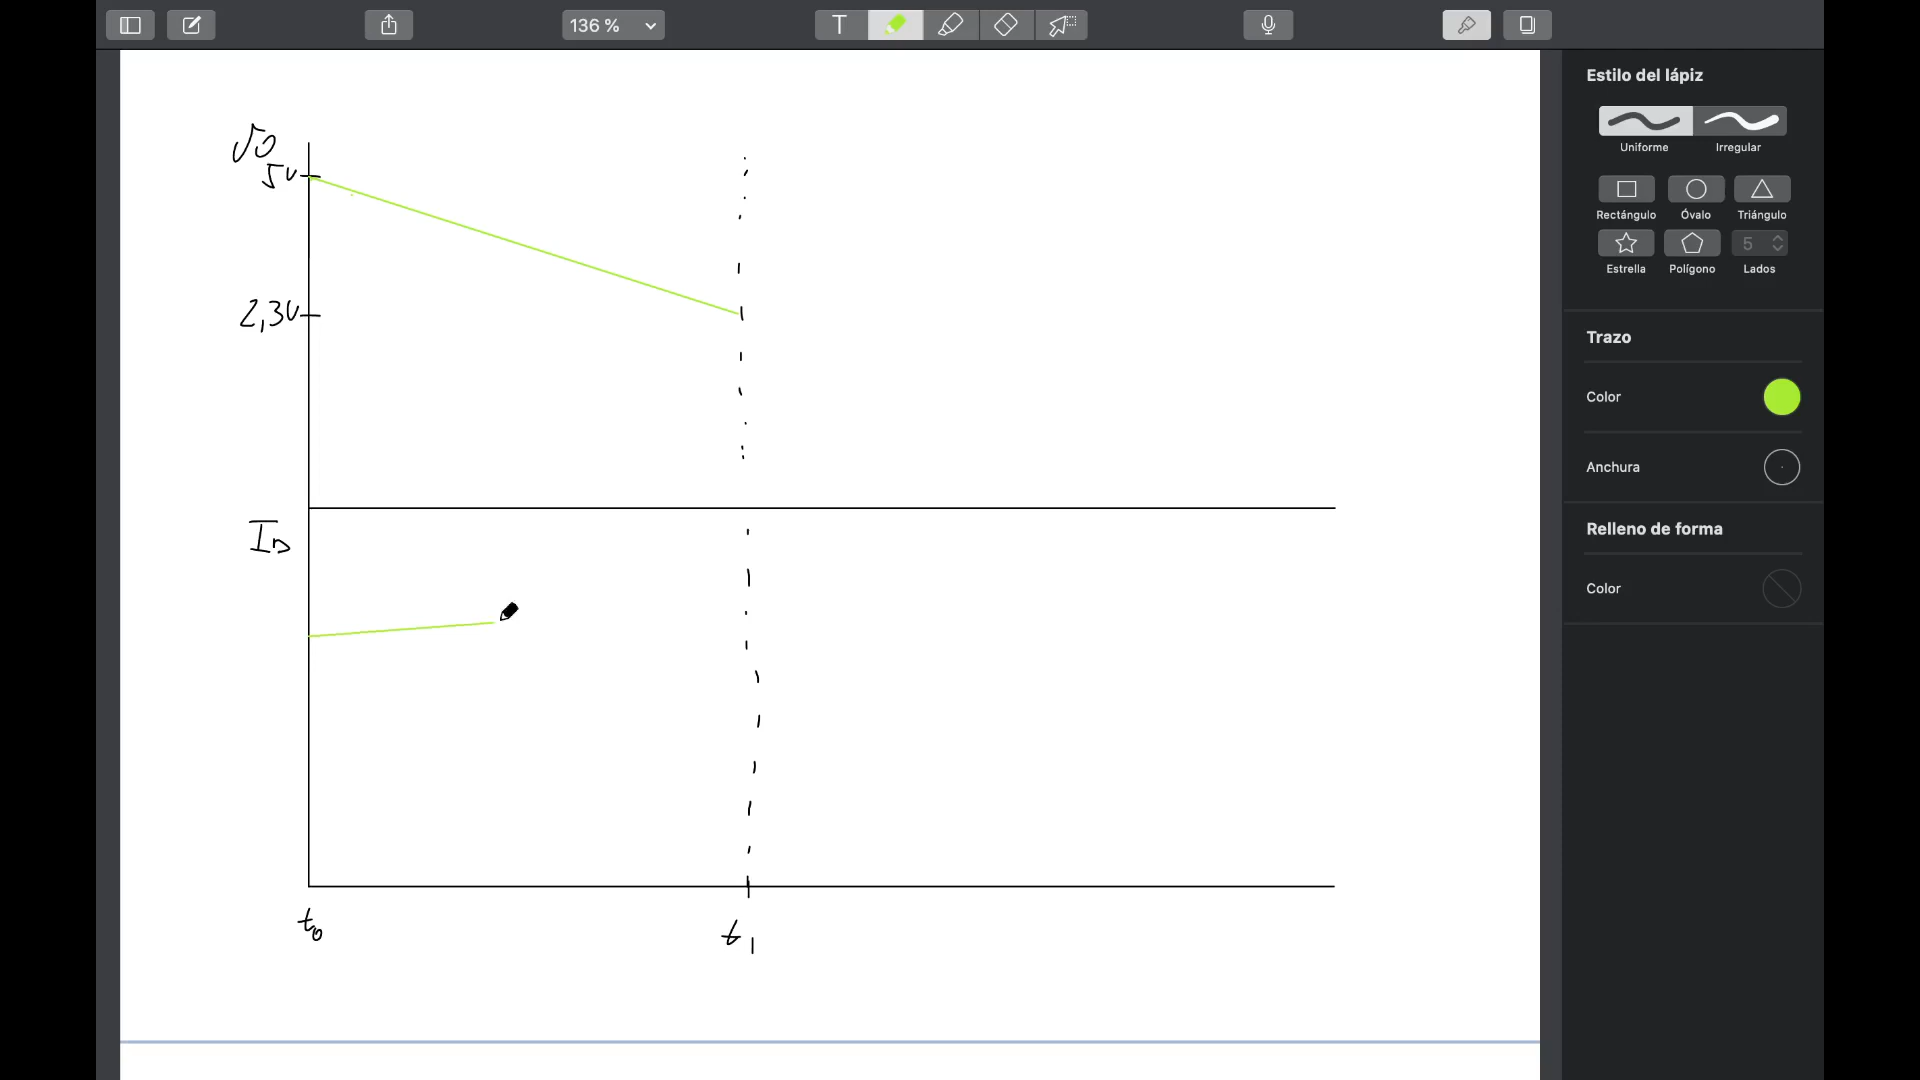 136 %
T
Estilo del lápiz
Uniforme
Irregular
Rectángulo
Óvalo
Triángulo
5
Estrella
Polígono
Lados
Trazo
Color
Anchura
Relleno de forma
Color
VO
5V
2,3V
ID
t0
t1